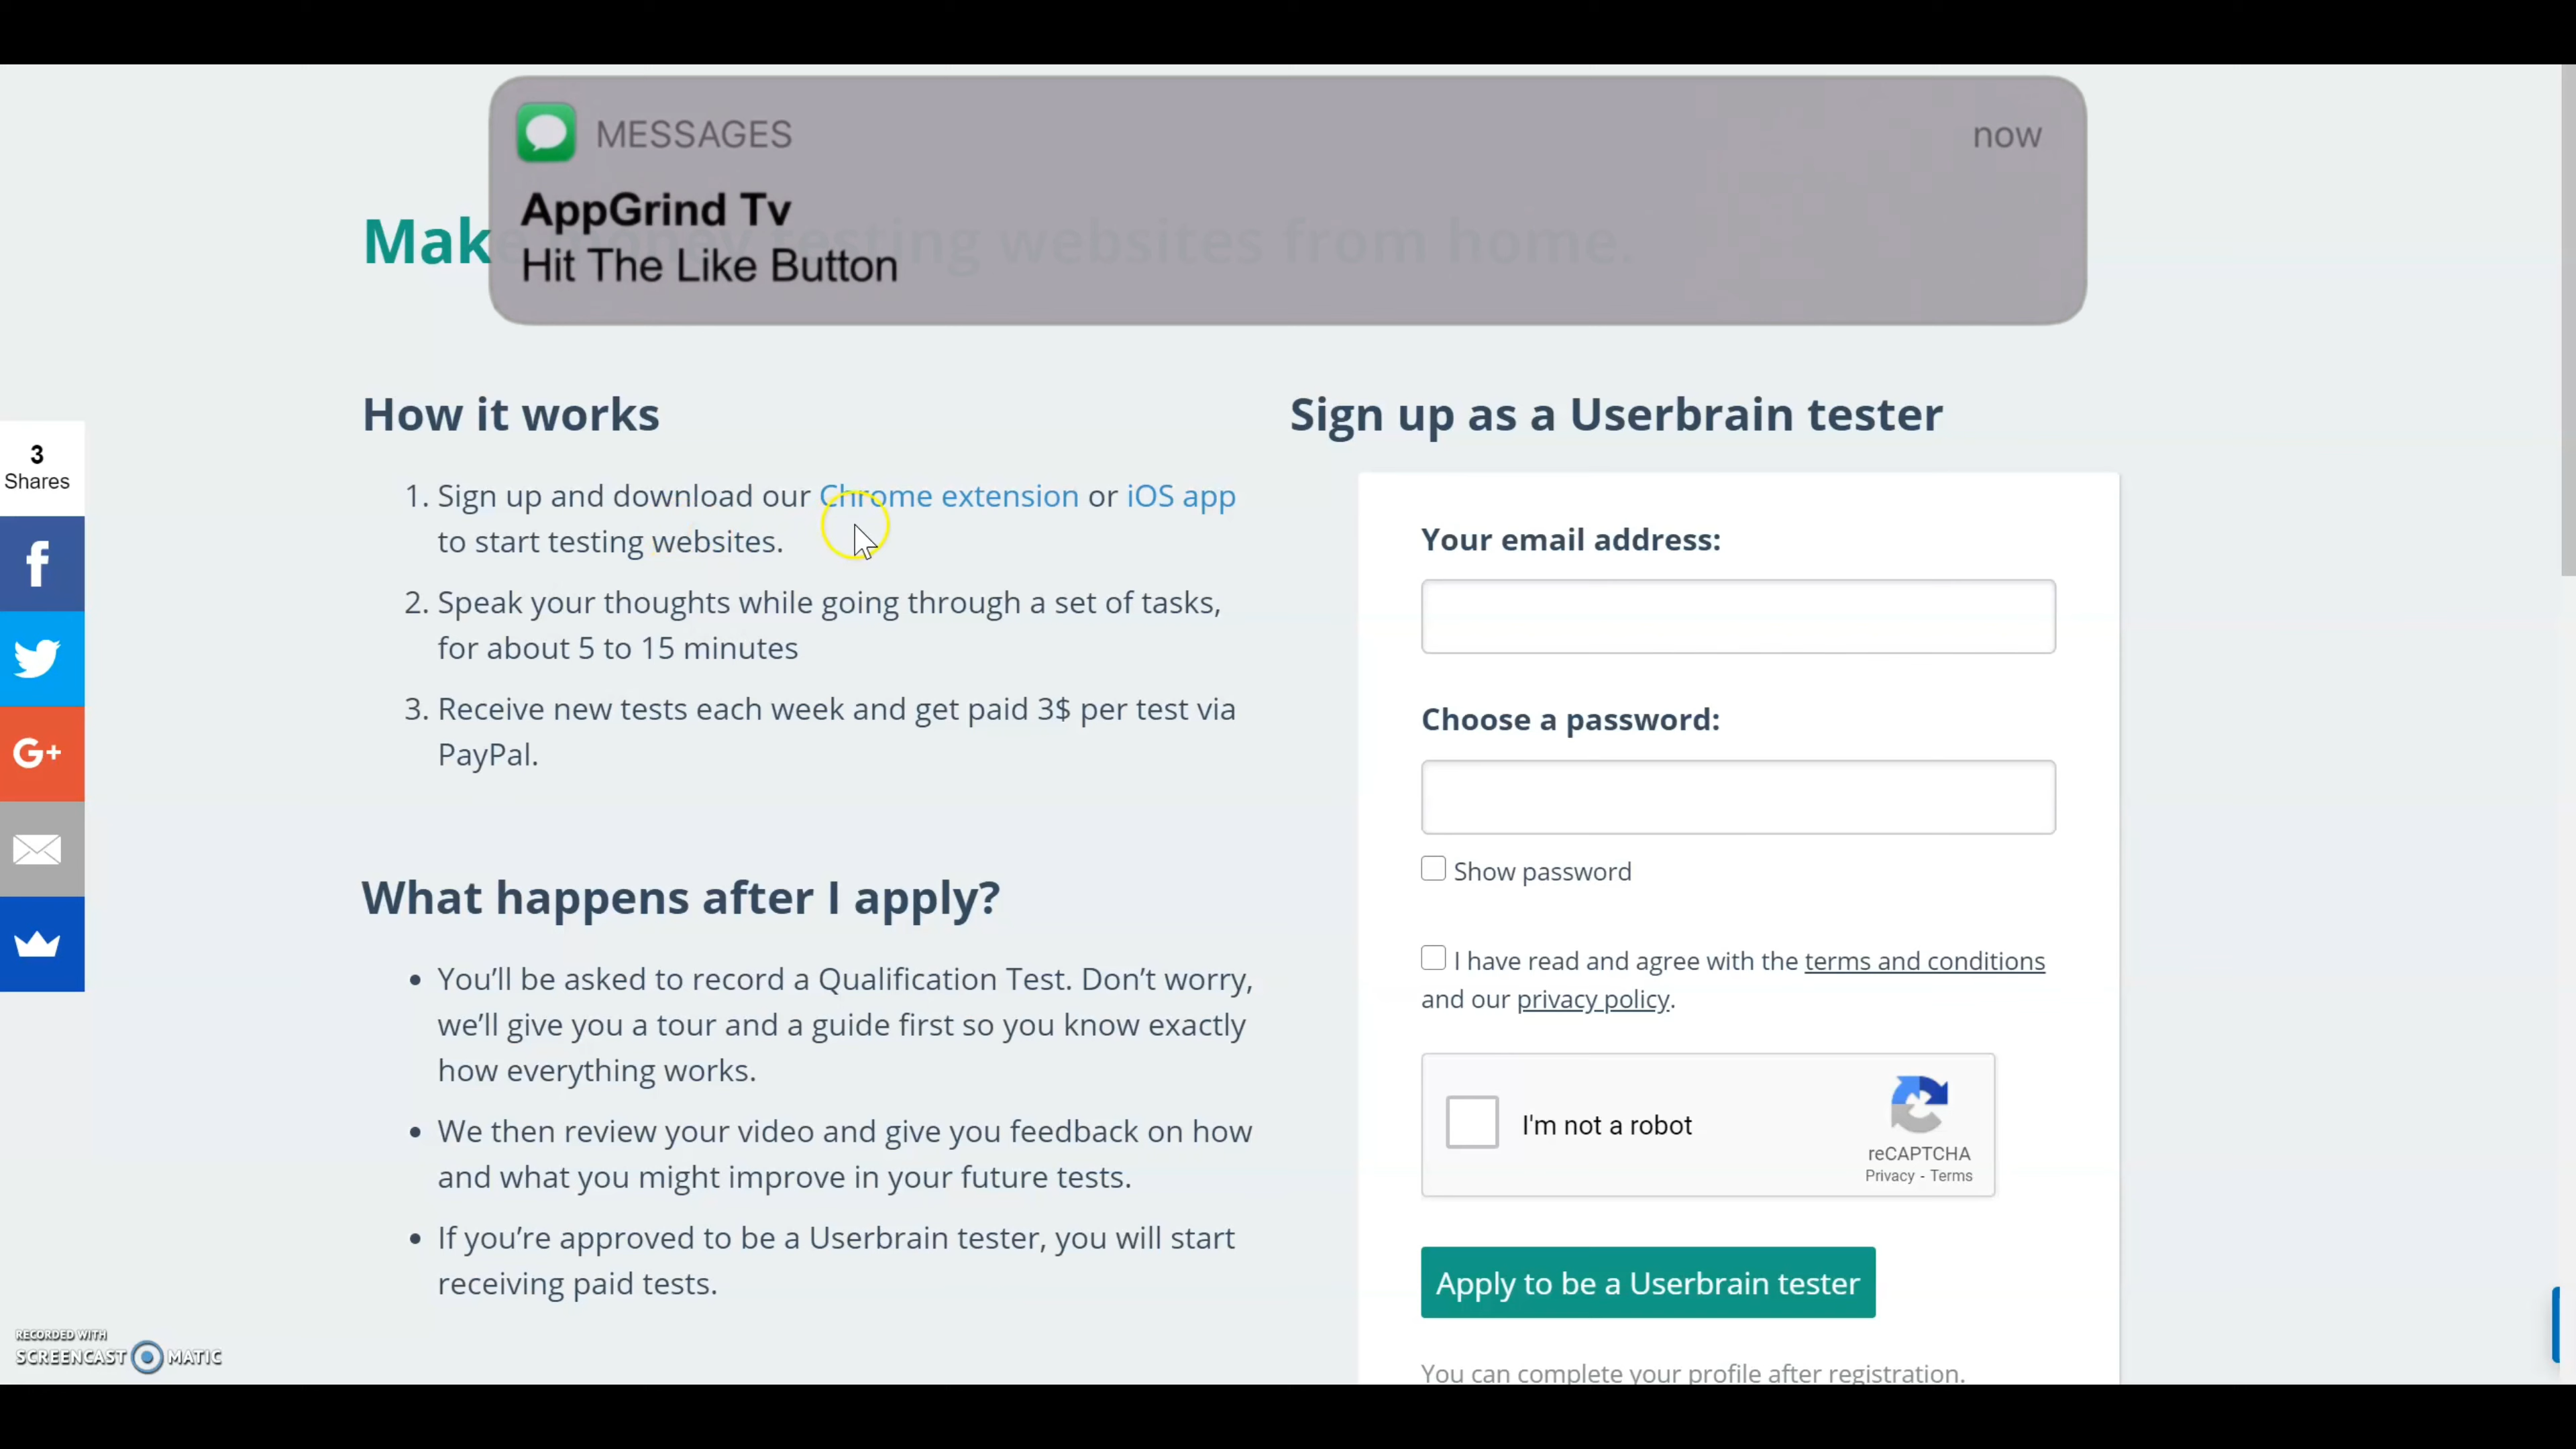 MESSAGES
now
AppGrind Tv
Hit The Like Button
Make money testing websites from home.
How it works
1. Sign up and download our Chrome extension or iOS app
to start testing websites.
2. Speak your thoughts while going through a set of tasks,
for about 5 to 15 minutes
3. Receive new tests each week and get paid 3$ per test via
PayPal.
What happens after I apply?
• You’ll be asked to record a Qualification Test. Don’t worry,
we’ll give you a tour and a guide first so you know exactly
how everything works.
• We then review your video and give you feedback on how
and what you might improve in your future tests.
• If you’re approved to be a Userbrain tester, you will start
receiving paid tests.
Sign up as a Userbrain tester
Your email address:
Choose a password:
Show password
I have read and agree with the terms and conditions
and our privacy policy.
I'm not a robot
reCAPTCHA
Privacy - Terms
Apply to be a Userbrain tester
You can complete your profile after registration.
3
Shares
f
G+
RECORDED WITH
SCREENCAST MATIC